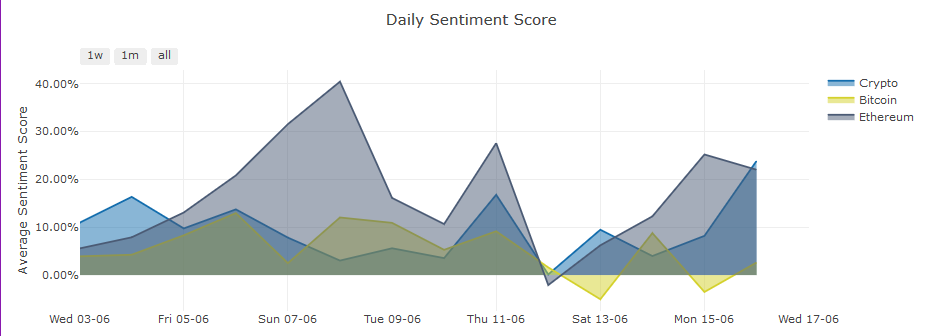 Daily Sentiment Score
1w 1m all
40.00%
30.00%
20.00%
10.00%
0.00%
Average Sentiment Score
Crypto
Bitcoin
Ethereum
Wed 03-06 Fri 05-06 Sun 07-06 Tue 09-06 Thu 11-06 Sat 13-06 Mon 15-06 Wed 17-06